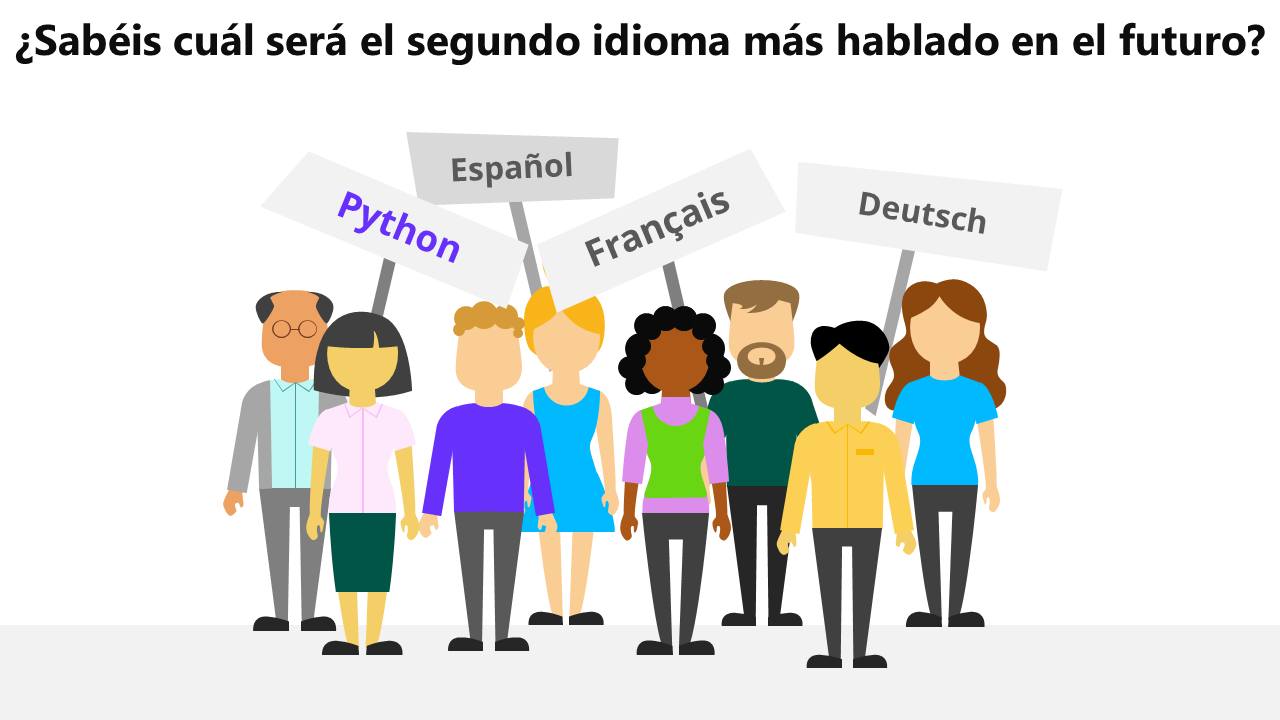 ¿Sabéis cuál será el segundo idioma más hablado en el futuro?
Python
Español
Français
Deutsch